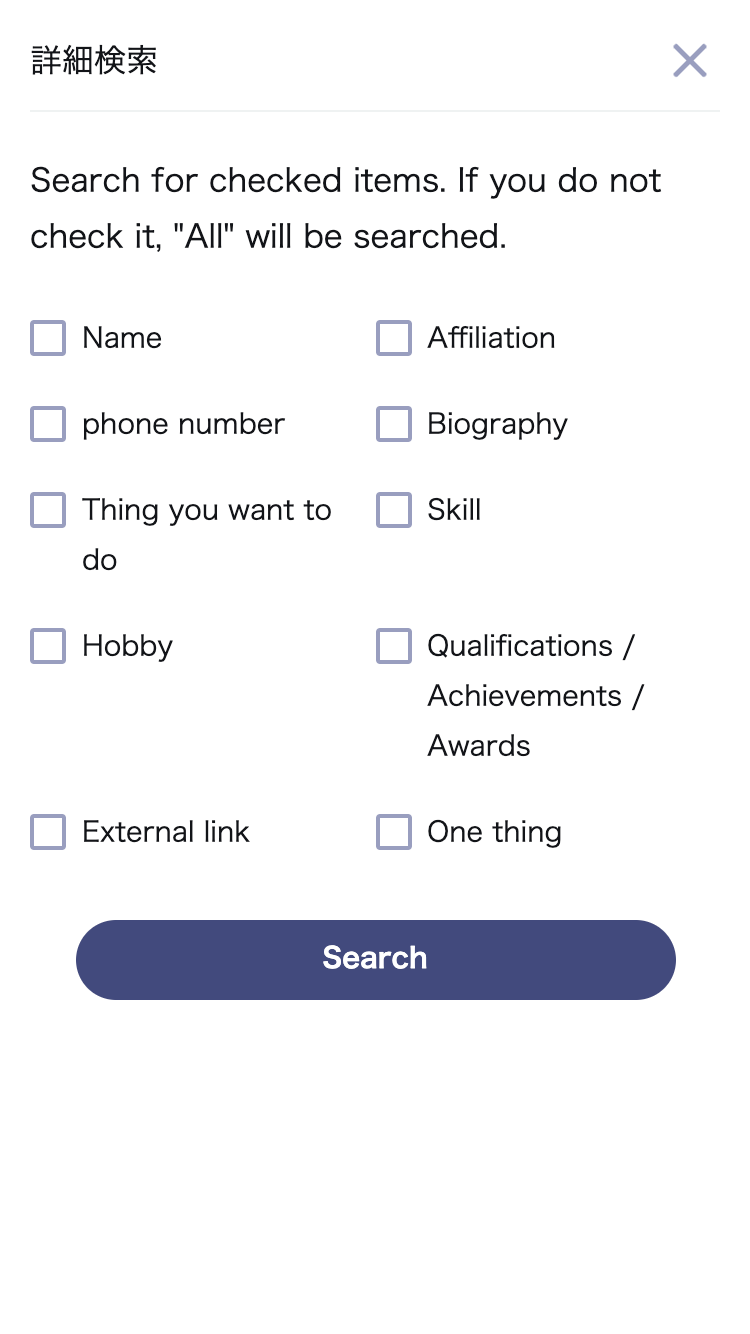 詳細検索
Search for checked items. If you do not
check it, "All" will be searched.
Name
Affiliation
phone number
Biography
Thing you want to
do
Skill
Hobby
Qualifications /
Achievements /
Awards
External link
One thing
Search